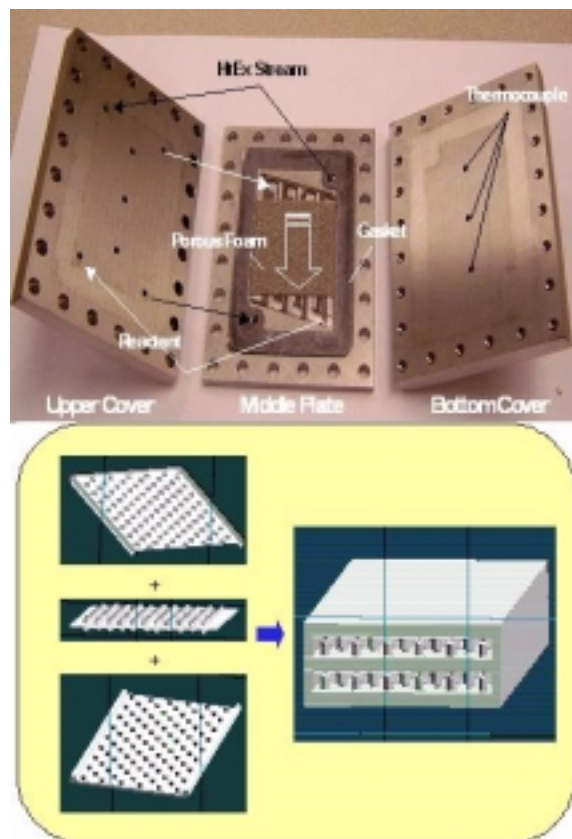 HtEx Stream
Thermocouple
Porous Foam
Gasket
Reactant
Upper Cover
Middle Plate
Bottom Cover
+
+